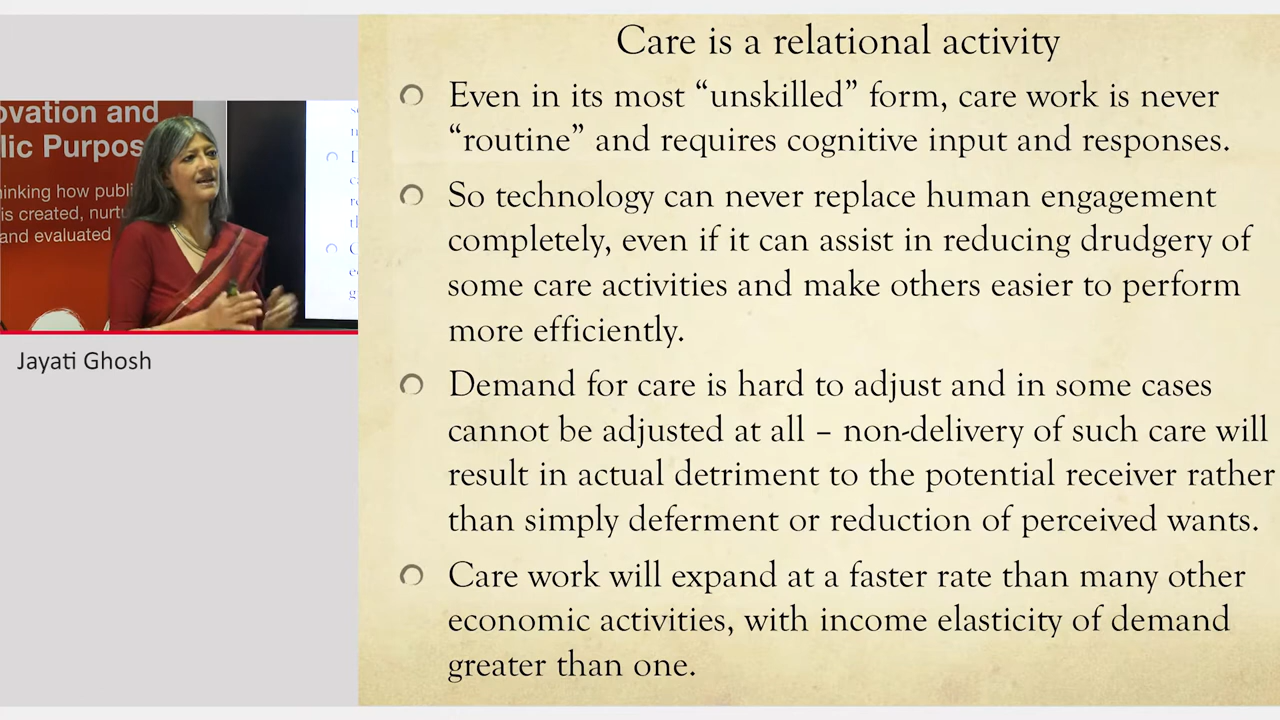 ovation and
lic Purpos
hinking how publi
is created, nurtu
and evaluated
Jayati Ghosh
Care is a relational activity
Even in its most “unskilled” form, care work is never
“routine” and requires cognitive input and responses.
So technology can never replace human engagement
completely, even if it can assist in reducing drudgery of
some care activities and make others easier to perform
more efficiently.
Demand for care is hard to adjust and in some cases
cannot be adjusted at all – non-delivery of such care will
result in actual detriment to the potential receiver rather
than simply deferment or reduction of perceived wants.
Care work will expand at a faster rate than many other
economic activities, with income elasticity of demand
greater than one.